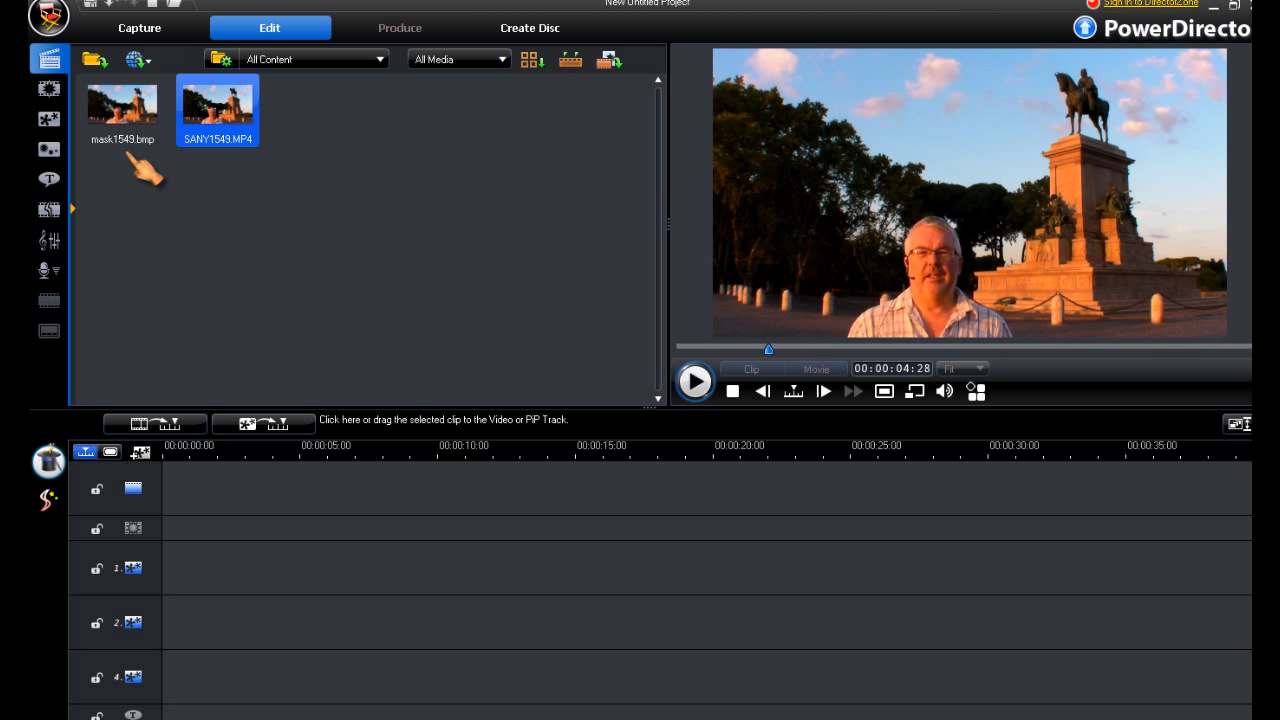 New Untitled Project
Sign in to DirectorZone
Capture
Edit
Produce
Create Disc
PowerDirecto
All Content
All Media
mask1549.bmp
SANY1549.MP4
Clip
Movie
00:00:04:28
Fit
Click here or drag the selected clip to the Video or PiP Track.
00:00:00:00
00:00:05:00
00:00:10:00
00:00:15:00
00:00:20:00
00:00:25:00
00:00:30:00
00:00:35:00
1.
2.
4.